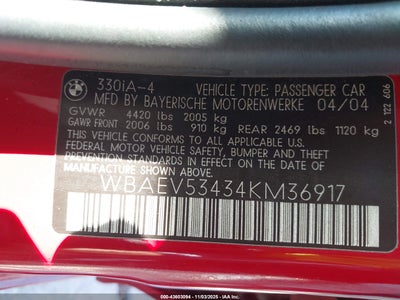 330iA-4 VEHICLE TYPE: PASSENGER CAR
MFD BY BAYERISCHE MOTORENWERKE 04/04
GVWR 4420 lbs 2005 kg
GAWR FRONT 2006 lbs 910 kg REAR 2469 lbs 1120 kg
THIS VEHICLE CONFORMS TO ALL APPLICABLE
FEDERAL MOTOR VEHICLE SAFETY, BUMPER AND THEFT
PREVENTION STANDARDS IN EFFECT ON THE DATE
OF MANUFACTURE SHOWN ABOVE.
WBAEV53434KM36917
2 122 606
000-43603094 - 11/03/2025 - IAA Inc.